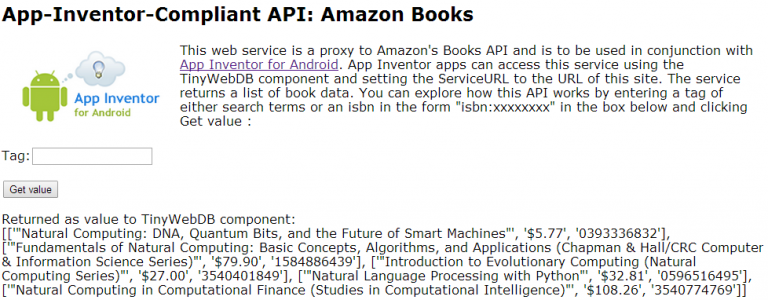 App-Inventor-Compliant API: Amazon Books
App Inventor
for Android
This web service is a proxy to Amazon's Books API and is to be used in conjunction with
App Inventor for Android. App Inventor apps can access this service using the
TinyWebDB component and setting the ServiceURL to the URL of this site. The service
returns a list of book data. You can explore how this API works by entering a tag of
either search terms or an isbn in the form "isbn:xxxxxxxx" in the box below and clicking
Get value :
Tag:
Get value
Returned as value to TinyWebDB component:
[['"Natural Computing: DNA, Quantum Bits, and the Future of Smart Machines"', '$5.77', '0393336832'],
['"Fundamentals of Natural Computing: Basic Concepts, Algorithms, and Applications (Chapman & Hall/CRC Computer
& Information Science Series)"', '$79.90', '1584886439'], ['"Introduction to Evolutionary Computing (Natural
Computing Series)"', '$27.00', '3540401849'], ['"Natural Language Processing with Python"', '$32.81', '0596516495'],
['"Natural Computing in Computational Finance (Studies in Computational Intelligence)"', '$108.26', '3540774769']]